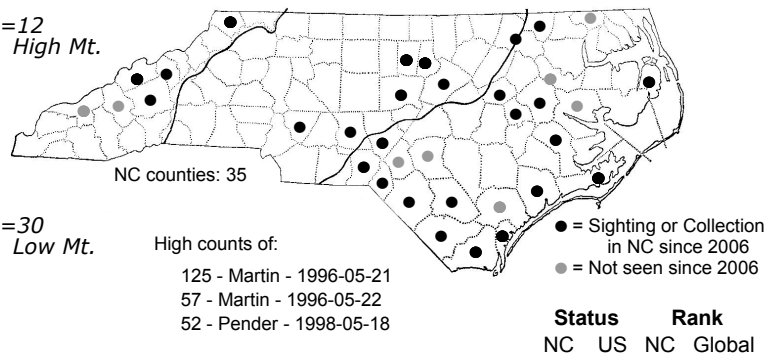 =12
High Mt.
NC counties: 35
=30
Low Mt.
High counts of:
125 - Martin - 1996-05-21
57 - Martin - 1996-05-22
52 - Pender - 1998-05-18
= Sighting or Collection
in NC since 2006
= Not seen since 2006
Status Rank
NC US NC Global